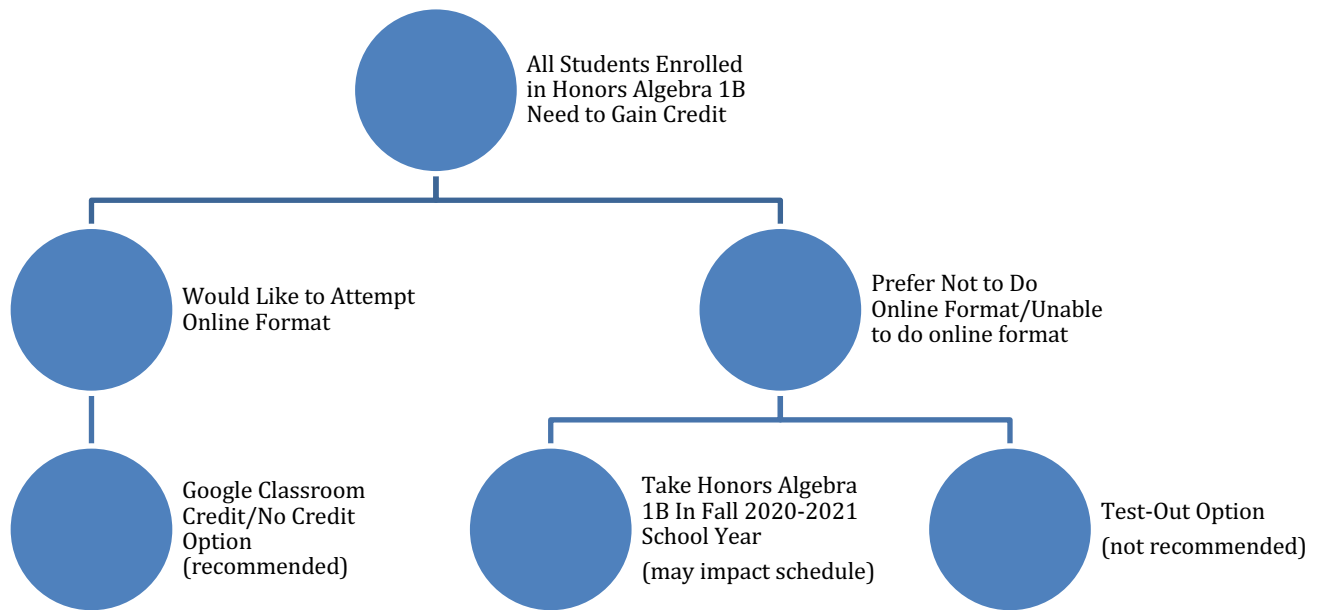 All Students Enrolled
in Honors Algebra 1B
Need to Gain Credit
Would Like to Attempt
Online Format
Prefer Not to Do
Online Format/Unable
to do online format
Google Classroom
Credit/No Credit
Option
(recommended)
Take Honors Algebra
1B In Fall 2020-2021
School Year
(may impact schedule)
Test-Out Option
(not recommended)